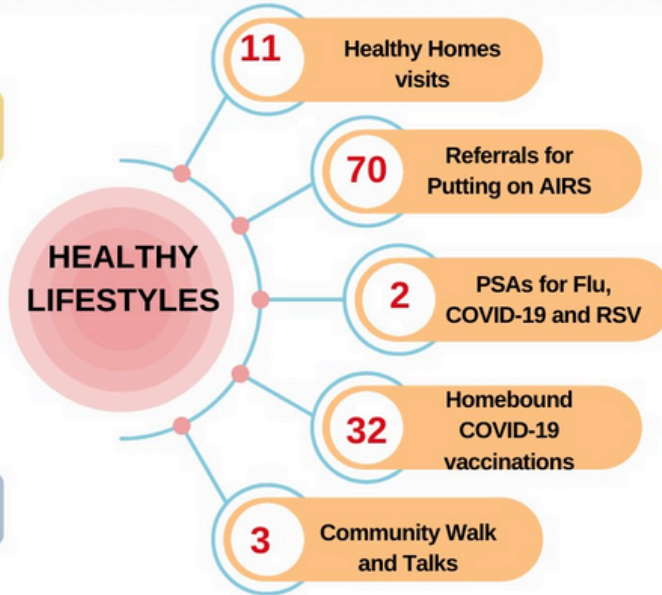 HEALTHY
LIFESTYLES
11
Healthy Homes
visits
70
Referrals for
Putting on AIRS
2
PSAs for Flu,
COVID-19 and RSV
32
Homebound
COVID-19
vaccinations
3
Community Walk
and Talks